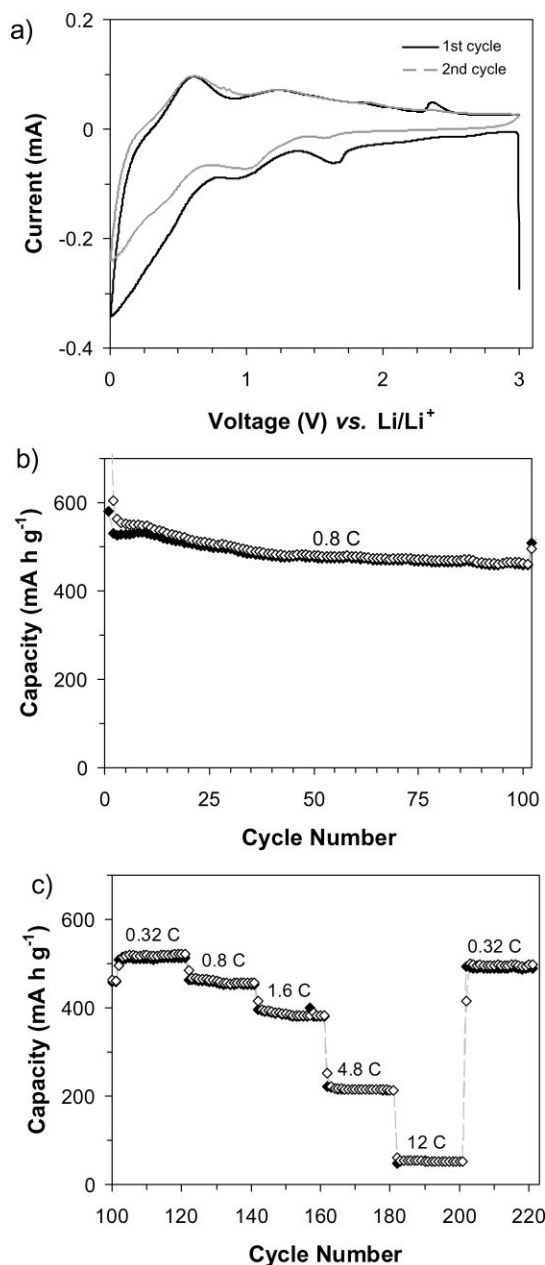 a)
0.2
0
-0.2
-0.4
Current (mA)
1st cycle
2nd cycle
0 1 2 3
Voltage (V) vs. Li/Li⁺
b)
600
400
200
0
Capacity (mA h g⁻¹)
0.8 C
0 25 50 75 100
Cycle Number
c)
600
400
200
0
Capacity (mA h g⁻¹)
0.32 C
0.8 C
1.6 C
4.8 C
12 C
0.32 C
100 120 140 160 180 200 220
Cycle Number